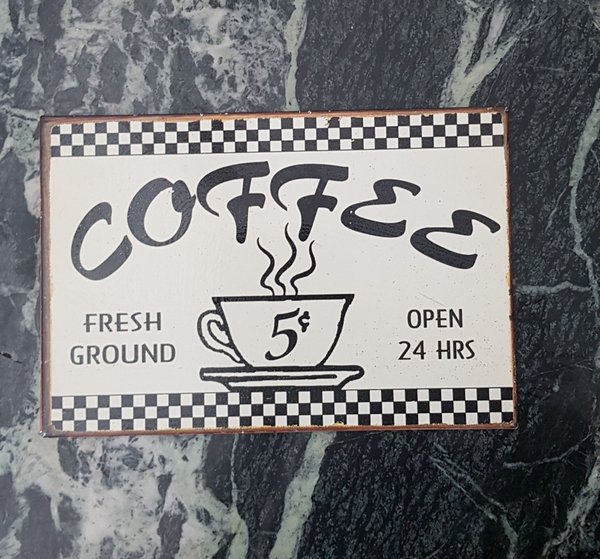 COFFEE
5¢
FRESH
GROUND
OPEN
24 HRS